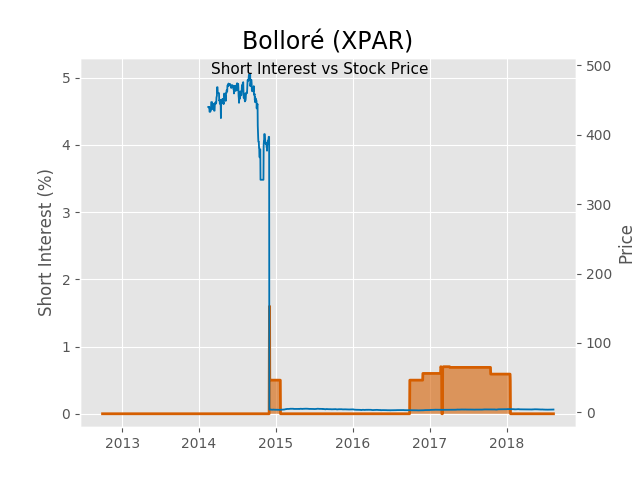 Bolloré (XPAR)
Short Interest vs Stock Price
Short Interest (%)
5
4
3
2
1
0
500
400
300
200
100
0
Price
2013 2014 2015 2016 2017 2018